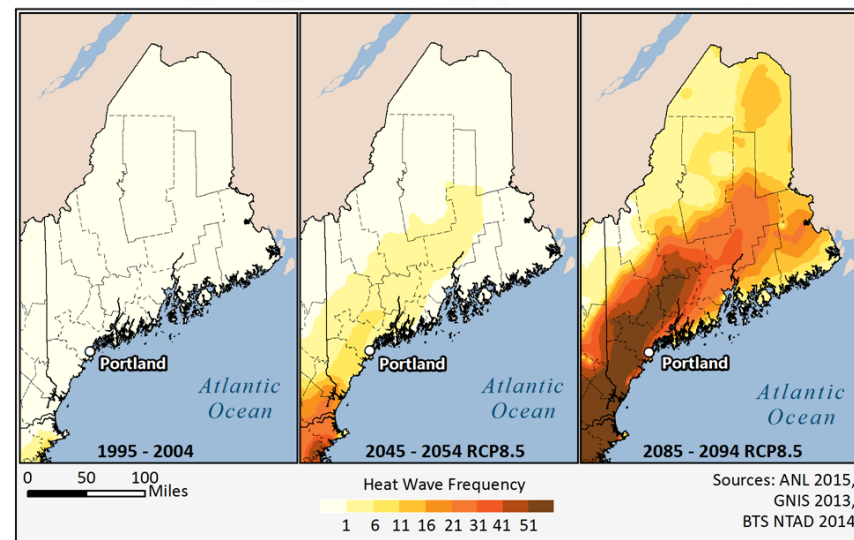 Portland
Atlantic
Ocean
1995 - 2004
Portland
Atlantic
Ocean
2045 - 2054 RCP8.5
Portland
Atlantic
Ocean
2085 - 2094 RCP8.5
0 50 100
Miles
Heat Wave Frequency
1 6 11 16 21 31 41 51
Sources: ANL 2015,
GNIS 2013,
BTS NTAD 2014